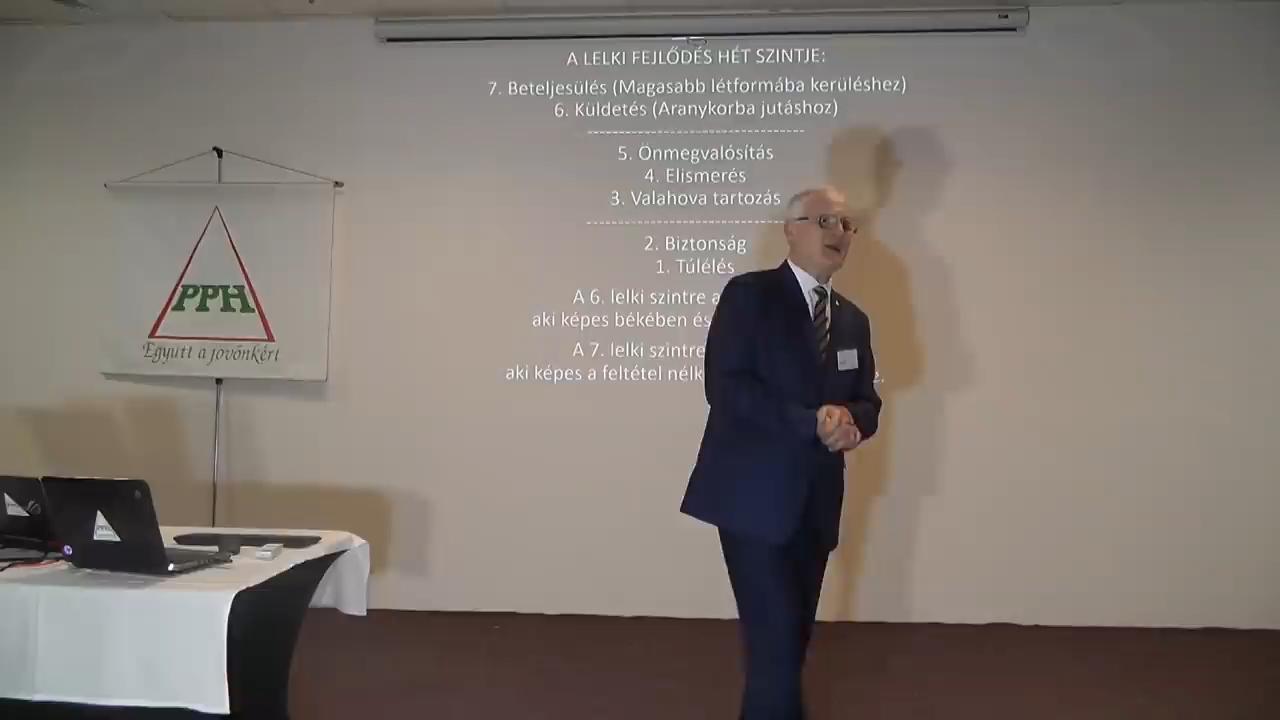 A LELKI FEJLŐDÉS HÉT SZINTJE:
7. Beteljesülés (Magasabb létformába kerüléshez)
6. Küldetés (Aranykorba jutáshoz)
5. Önmegvalósítás
4. Elismerés
3. Valahova tartozás
2. Biztonság
1. Túlélés
A 6. lelki szintre a
aki képes békében és
A 7. lelki szintre
aki képes a feltétel nélk
PPH
Együtt a jövőnkért